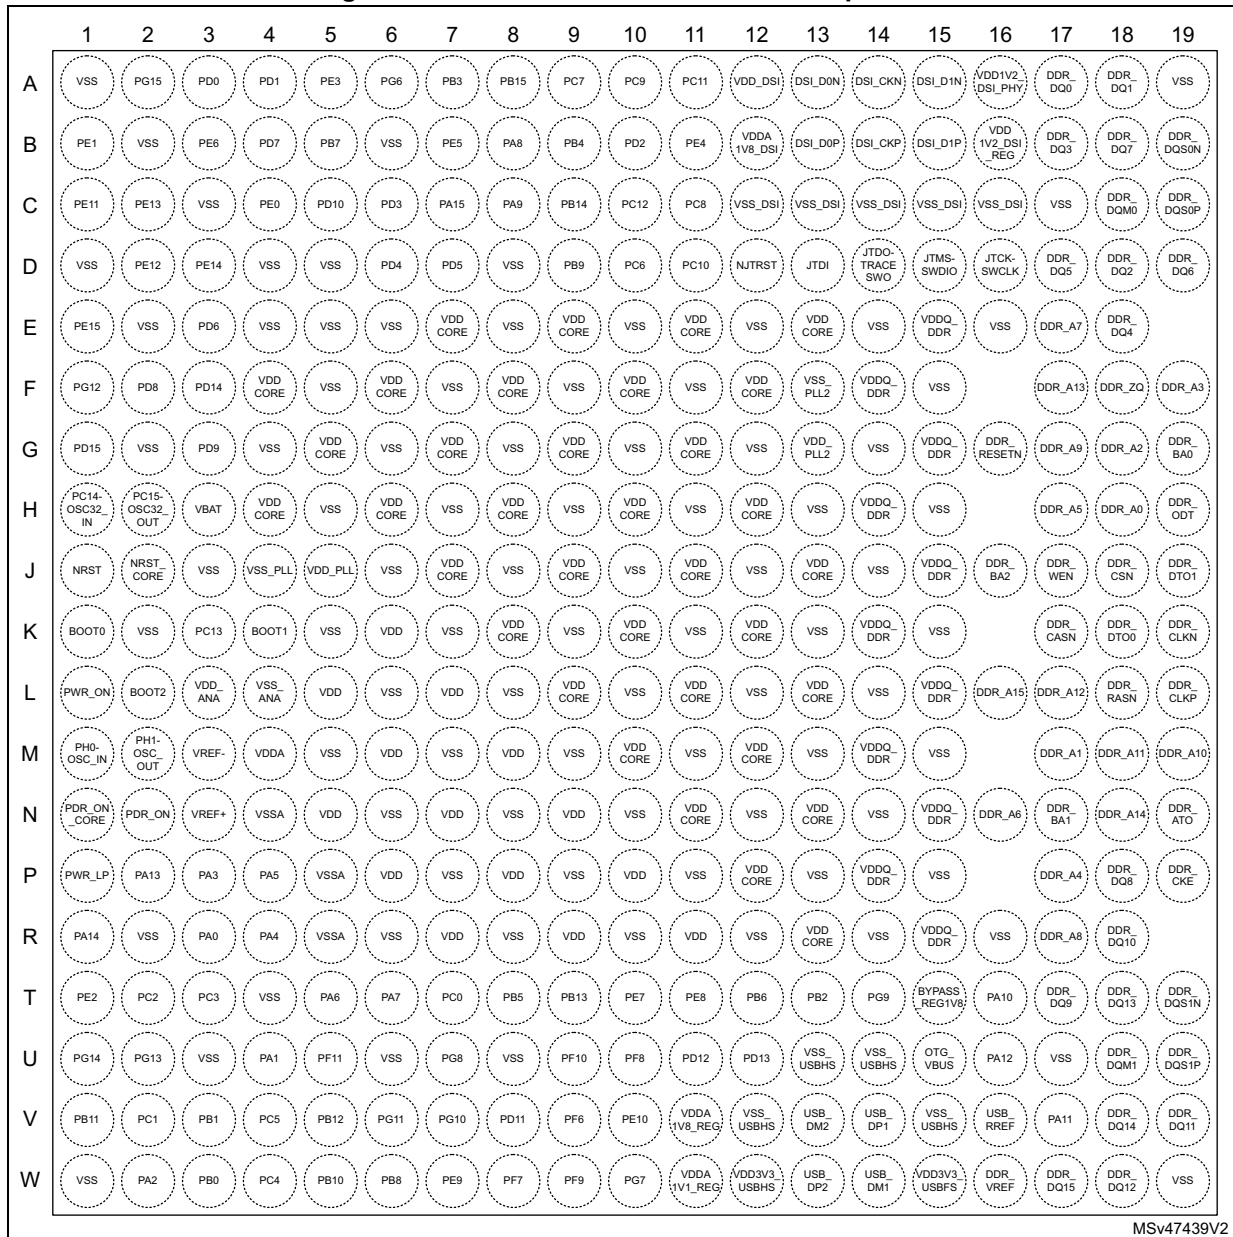 1 2 3 4 5 6 7 8 9 10 11 12 13 14 15 16 17 18 19
A VSS PG15 PD0 PD1 PE3 PG6 PB3 PB15 PC7 PC9 PC11 VDD_DSI DSI_D0N DSI_CKN DSI_D1N VDD1V2_DSI_PHY DDR_DQ0 DDR_DQ1 VSS
B PE1 VSS PE6 PD7 PB7 VSS PE5 PA8 PB4 PD2 PE4 VDDA1V8_DSI DSI_D0P DSI_CKP DSI_D1P VDD1V2_DSI_REG DDR_DQ3 DDR_DQ7 DDR_DQS0N
C PE11 PE13 VSS PE0 PD10 PD3 PA15 PA9 PB14 PC12 PC8 VSS_DSI VSS_DSI VSS_DSI VSS_DSI VSS_DSI VSS DDR_DQM0 DDR_DQS0P
D VSS PE12 PE14 VSS VSS PD4 PD5 VSS PB9 PC6 PC10 NJTRST JTDI JTDO-TRACESWO JTMS-SWDIO JTCK-SWCLK DDR_DQ5 DDR_DQ2 DDR_DQ6
E PE15 VSS PD6 VSS VSS VSS VDDCORE VSS VDDCORE VSS VDDCORE VSS VDDCORE VSS VDDQ_DDR VSS DDR_A7 DDR_DQ4
F PG12 PD8 PD14 VDDCORE VSS VDDCORE VSS VDDCORE VSS VDDCORE VSS VDDCORE VSS_PLL2 VDDQ_DDR VSS DDR_A13 DDR_ZQ DDR_A3
G PD15 VSS PD9 VSS VDDCORE VSS VDDCORE VSS VDDCORE VSS VDDCORE VSS VDD_PLL2 VSS VDDQ_DDR DDR_RESETN DDR_A9 DDR_A2 DDR_BA0
H PC14-OSC32_IN PC15-OSC32_OUT VBAT VDDCORE VSS VDDCORE VSS VDDCORE VSS VDDCORE VSS VDDCORE VSS VDDQ_DDR VSS DDR_A5 DDR_A0 DDR_ODT
J NRST NRST_CORE VSS VSS_PLL VDD_PLL VSS VDDCORE VSS VDDCORE VSS VDDCORE VSS VDDCORE VSS VDDQ_DDR DDR_BA2 DDR_WEN DDR_CSN DDR_DTO1
K BOOT0 VSS PC13 BOOT1 VSS VDD VSS VDDCORE VSS VDDCORE VSS VDDCORE VSS VDDQ_DDR VSS DDR_CASN DDR_DTO0 DDR_CLKN
L PWR_ON BOOT2 VDD_ANA VSS_ANA VDD VSS VDD VSS VDDCORE VSS VDDCORE VSS VDDCORE VSS VDDQ_DDR DDR_A15 DDR_A12 DDR_RASN DDR_CLKP
M PH0-OSC_IN PH1-OSC_OUT VREF- VDDA VSS VDD VSS VDD VSS VDDCORE VSS VDDCORE VSS VDDQ_DDR VSS DDR_A1 DDR_A11 DDR_A10
N PDR_ON_CORE PDR_ON VREF+ VSSA VDD VSS VDD VSS VDD VSS VDDCORE VSS VDDCORE VSS VDDQ_DDR DDR_A6 DDR_BA1 DDR_A14 DDR_ATO
P PWR_LP PA13 PA3 PA5 VSSA VDD VSS VDD VSS VDD VSS VDDCORE VSS VDDQ_DDR VSS DDR_A4 DDR_DQ8 DDR_CKE
R PA14 VSS PA0 PA4 VSSA VSS VDD VSS VDD VSS VDD VSS VDDCORE VSS VDDQ_DDR VSS DDR_A8 DDR_DQ10
T PE2 PC2 PC3 VSS PA6 PA7 PC0 PB5 PB13 PE7 PE8 PB6 PB2 PG9 BYPASS_REG1V8 PA10 DDR_DQ9 DDR_DQ13 DDR_DQS1N
U PG14 PG13 VSS PA1 PF11 VSS PG8 VSS PF10 PF8 PD12 PD13 VSS_USBHS VSS_USBHS OTG_VBUS PA12 VSS DDR_DQM1 DDR_DQS1P
V PB11 PC1 PB1 PC5 PB12 PG11 PG10 PD11 PF6 PE10 VDDA1V8_REG VSS_USBHS USB_DM2 USB_DP1 VSS_USBHS USB_RREF PA11 DDR_DQ14 DDR_DQ11
W VSS PA2 PB0 PC4 PB10 PB8 PE9 PF7 PF9 PG7 VDDA1V1_REG VDD3V3_USBHS USB_DP2 USB_DM1 VDD3V3_USBFS DDR_VREF DDR_DQ15 DDR_DQ12 VSS
MSv47439V2